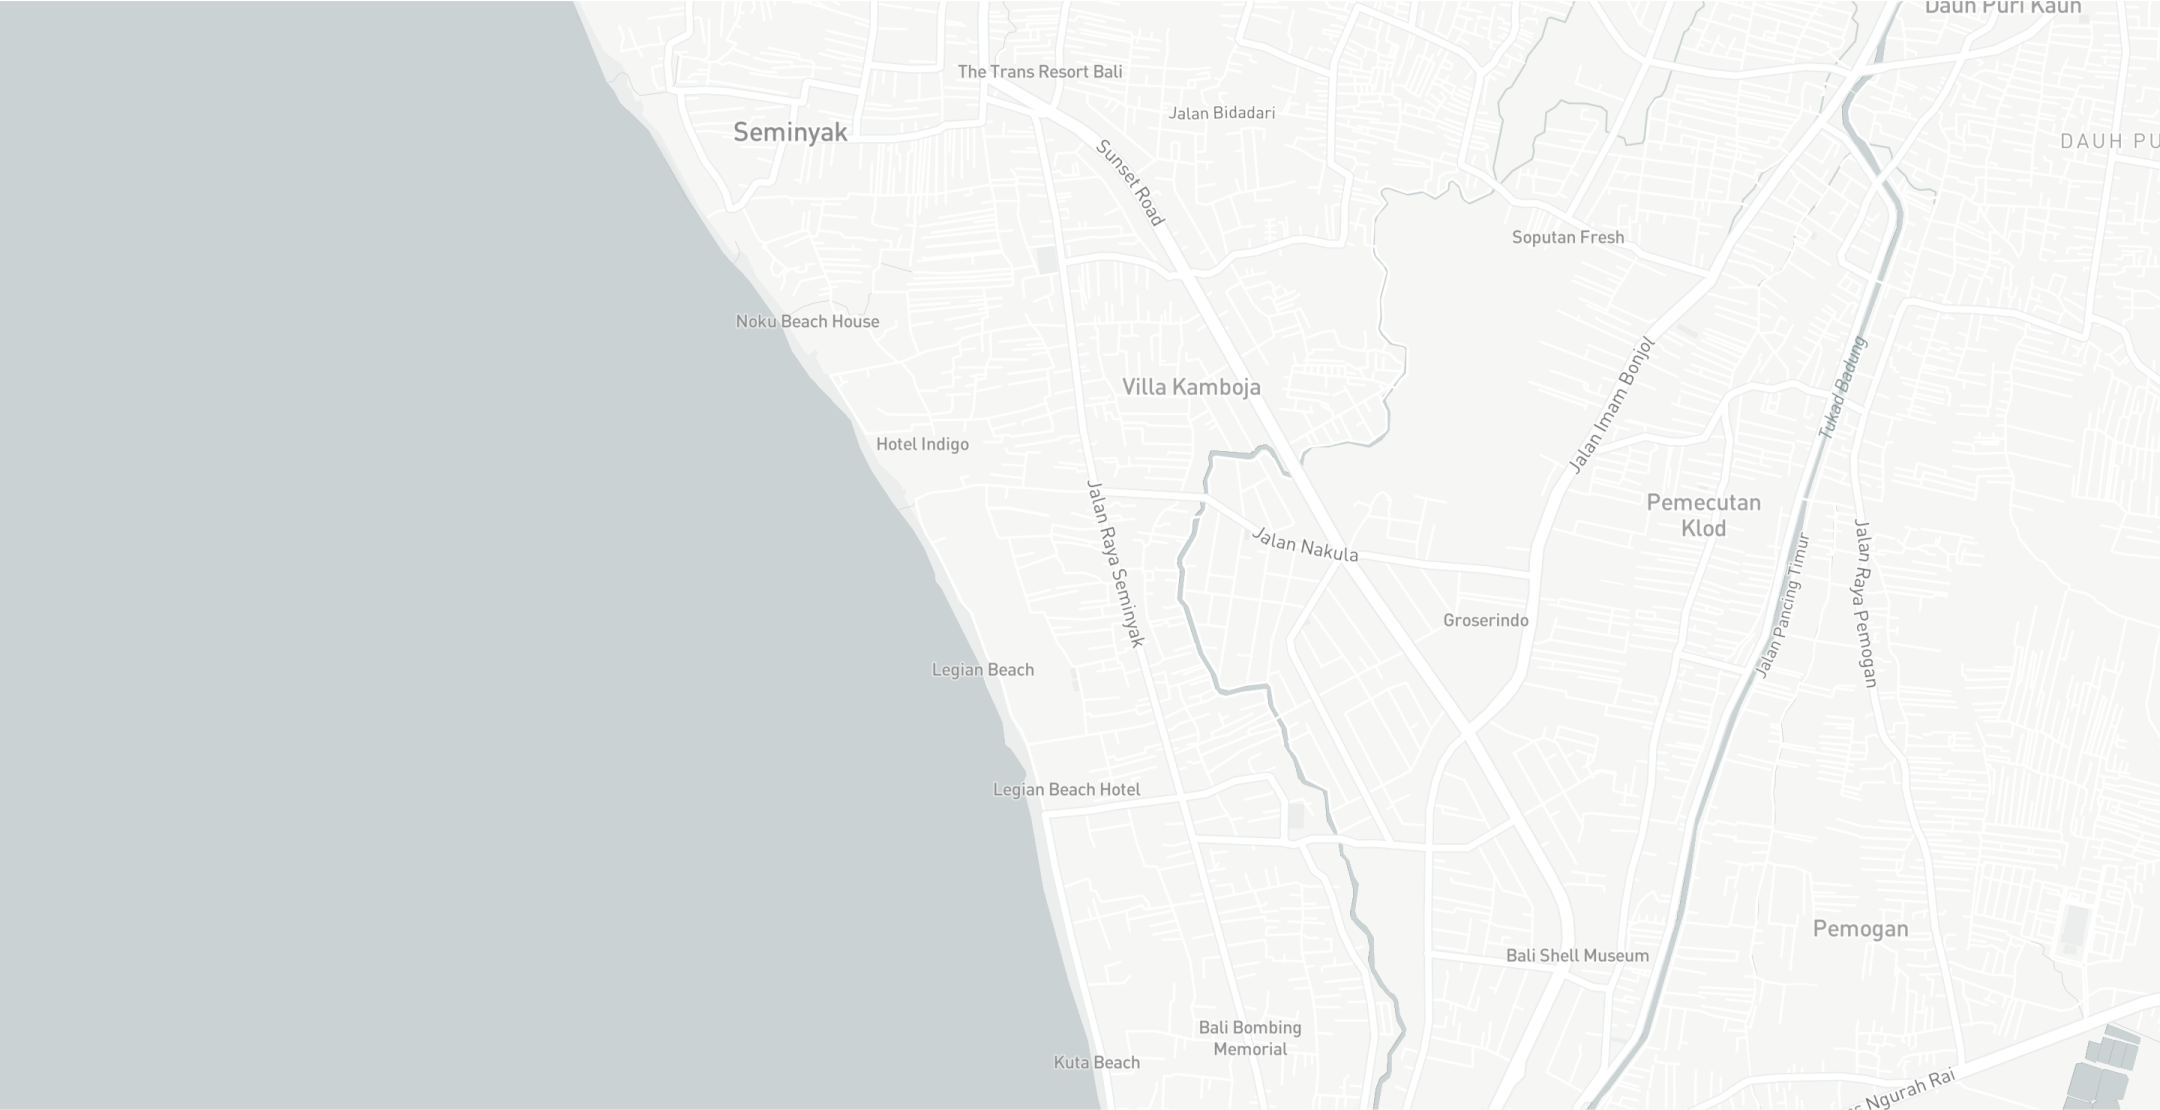 Dauh Puri Kauh
The Trans Resort Bali
Jalan Bidadari
Seminyak
DAUH PU
Sunset Road
Soputan Fresh
Noku Beach House
Jalan Imam Bonjol
Tukad Badung
Villa Kamboja
Hotel Indigo
Pemecutan
Klod
Jalan Raya Seminyak
Jalan Nakula
Jalan Pancing Timur
Jalan Raya Pemogan
Groserindo
Legian Beach
Legian Beach Hotel
Pemogan
Bali Shell Museum
Bali Bombing
Memorial
Kuta Beach
Ngurah Rai